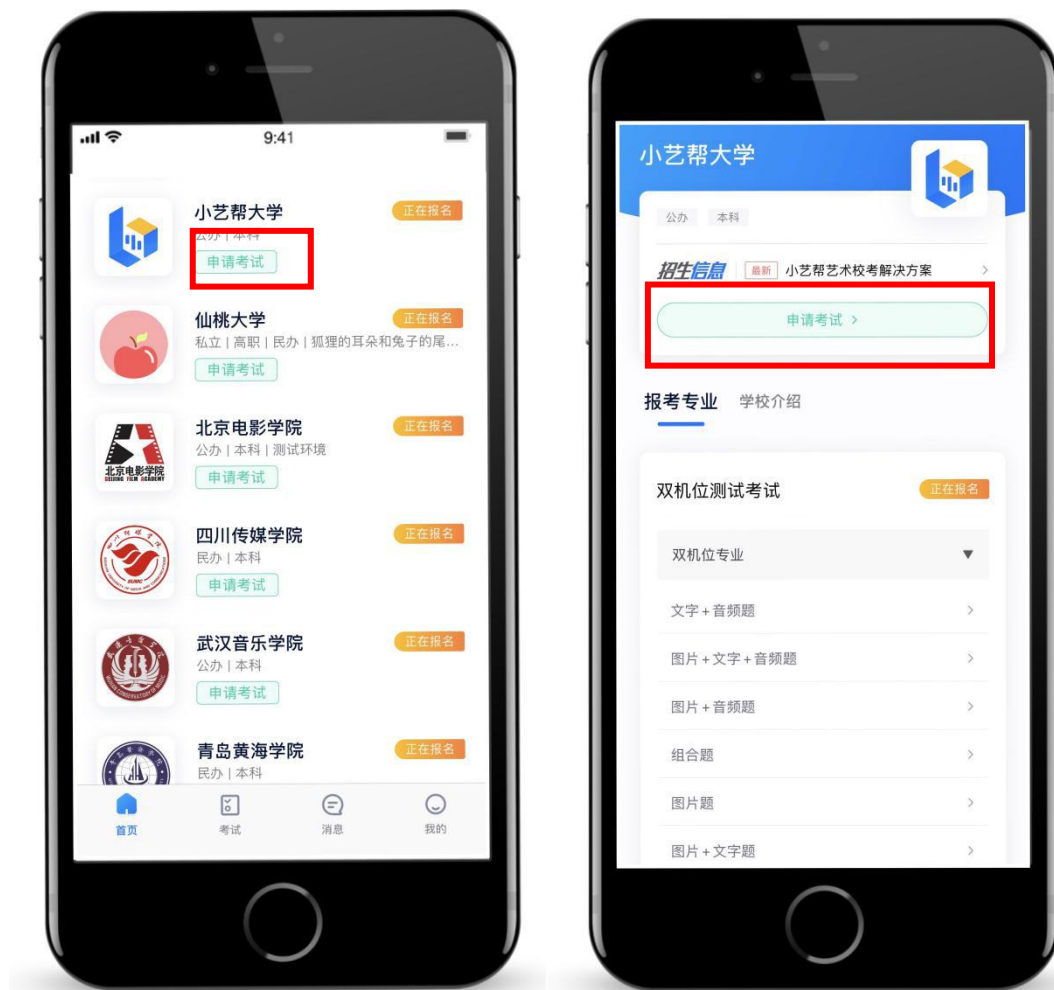 9:41
小艺帮大学
正在报名
公办 | 本科
申请考试
仙桃大学
正在报名
私立 | 高职 | 民办 | 狐狸的耳朵和兔子的尾...
申请考试
北京电影学院
正在报名
公办 | 本科 | 测试环境
申请考试
北京电影学院
BEIJING FILM ACADEMY
四川传媒学院
正在报名
民办 | 本科
申请考试
武汉音乐学院
正在报名
公办 | 本科
申请考试
青岛黄海学院
正在报名
民办 | 本科
首页
考试
消息
我的
小艺帮大学
公办
本科
招生信息
最新
小艺帮艺术校考解决方案
申请考试 >
报考专业
学校介绍
双机位测试考试
正在报名
双机位专业
文字+音频题
图片+文字+音频题
图片+音频题
组合题
图片题
图片+文字题